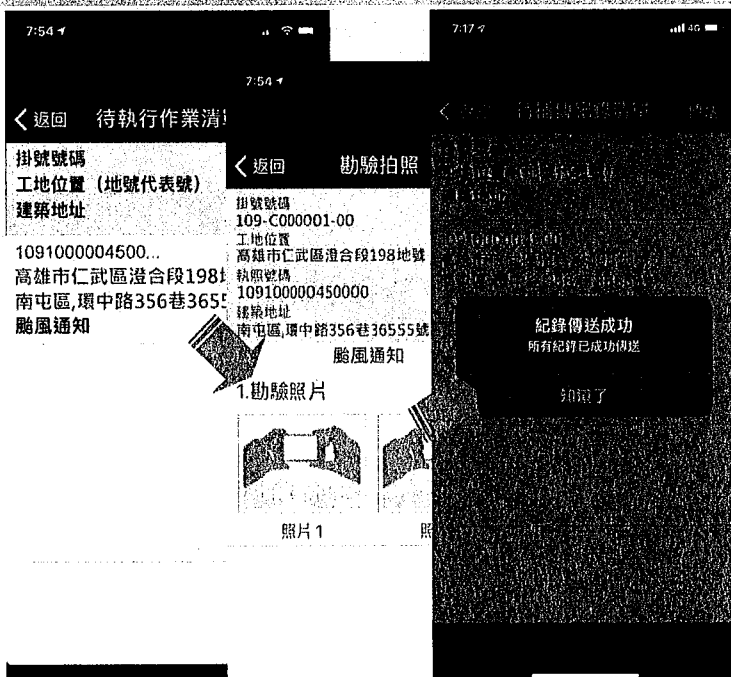 7:54
返回 待執行作業清
掛號號碼
工地位置（地號代表號）
建築地址
1091000004500...
高雄市仁武區澄合段198
南屯區,環中路356巷3655
颱風通知
7:54
返回 勘驗拍照
掛號號碼
109-C000001-00
工地位置
高雄市仁武區澄合段198地號
執照號碼
109100000450000
建築地址
南屯區,環中路356巷36555號
颱風通知
1.勘驗照片
照片1
照
7:17
4G
紀錄傳送成功
所有紀錄已成功傳送
知道了